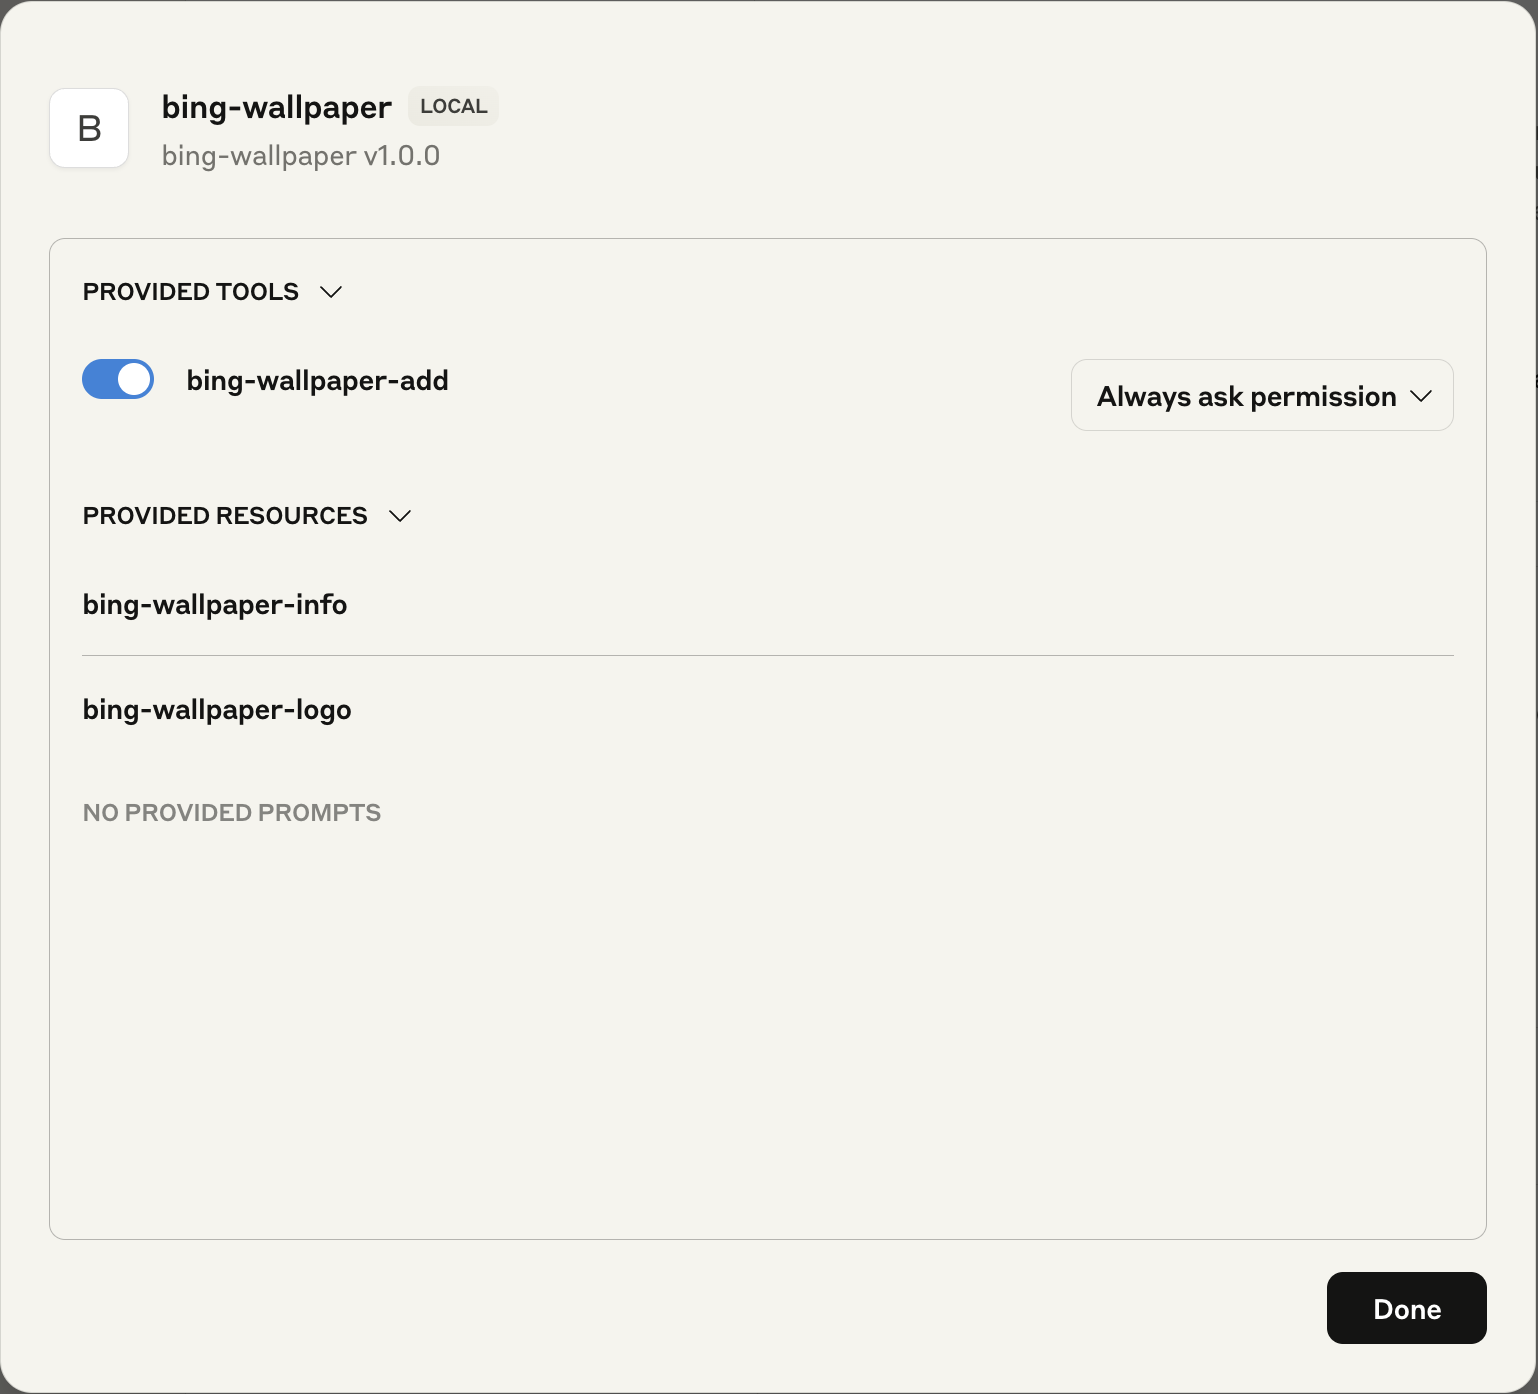 B
bing-wallpaper LOCAL
bing-wallpaper v1.0.0
PROVIDED TOOLS
bing-wallpaper-add
Always ask permission
PROVIDED RESOURCES
bing-wallpaper-info
bing-wallpaper-logo
NO PROVIDED PROMPTS
Done